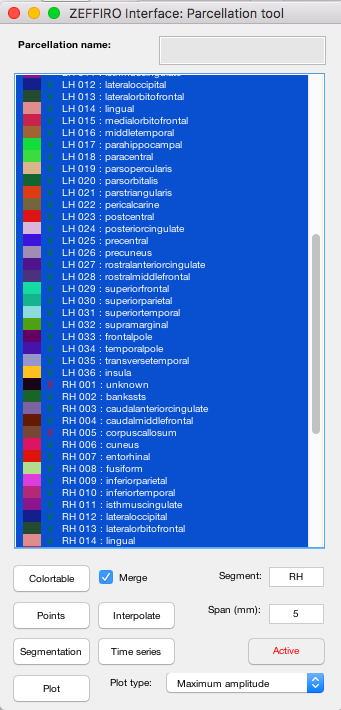 ZEFFIRO Interface: Parcellation tool
Parcellation name:
LH 011 : isthmuscingulate
LH 012 : lateraloccipital
LH 013 : lateralorbitofrontal
LH 014 : lingual
LH 015 : medialorbitofrontal
LH 016 : middletemporal
LH 017 : parahippocampal
LH 018 : paracentral
LH 019 : parsopercularis
LH 020 : parsorbitalis
LH 021 : parstriangularis
LH 022 : pericalcarine
LH 023 : postcentral
LH 024 : posteriorcingulate
LH 025 : precentral
LH 026 : precuneus
LH 027 : rostralanteriorcingulate
LH 028 : rostralmiddlefrontal
LH 029 : superiorfrontal
LH 030 : superiorparietal
LH 031 : superiortemporal
LH 032 : supramarginal
LH 033 : frontalpole
LH 034 : temporalpole
LH 035 : transversetemporal
LH 036 : insula
RH 001 : unknown
RH 002 : bankssts
RH 003 : caudalanteriorcingulate
RH 004 : caudalmiddlefrontal
RH 005 : corpuscallosum
RH 006 : cuneus
RH 007 : entorhinal
RH 008 : fusiform
RH 009 : inferiorparietal
RH 010 : inferiortemporal
RH 011 : isthmuscingulate
RH 012 : lateraloccipital
RH 013 : lateralorbitofrontal
RH 014 : lingual
Colortable Merge Segment: RH
Points Interpolate Span (mm): 5
Segmentation Time series Active
Plot Plot type: Maximum amplitude